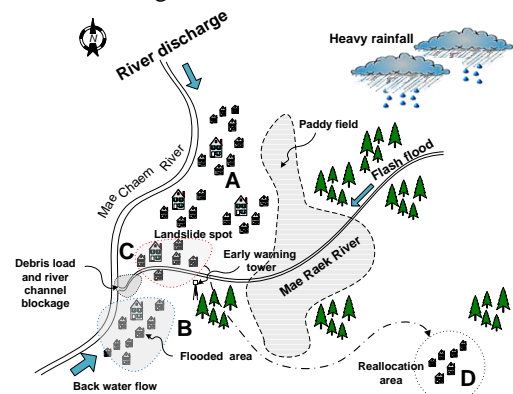 N
River discharge
Heavy rainfall
Paddy field
Flash flood
Mae Chaem River
A
Landslide spot
C
Early warning
tower
Mae Raek River
Debris load
and river
channel
blockage
B
Flooded area
Back water flow
Reallocation
area
D